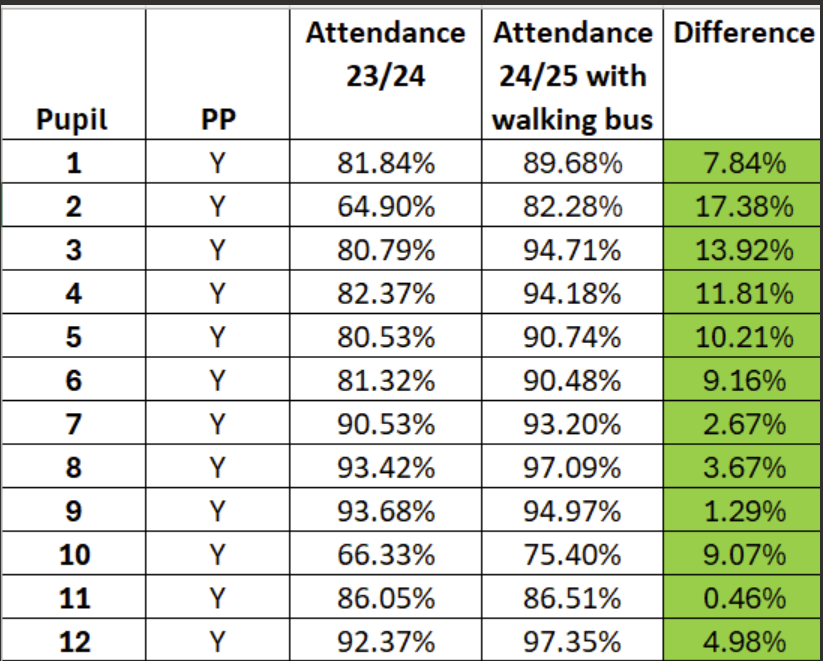 Pupil PP Attendance 23/24 Attendance 24/25 with walking bus Difference
1 Y 81.84% 89.68% 7.84%
2 Y 64.90% 82.28% 17.38%
3 Y 80.79% 94.71% 13.92%
4 Y 82.37% 94.18% 11.81%
5 Y 80.53% 90.74% 10.21%
6 Y 81.32% 90.48% 9.16%
7 Y 90.53% 93.20% 2.67%
8 Y 93.42% 97.09% 3.67%
9 Y 93.68% 94.97% 1.29%
10 Y 66.33% 75.40% 9.07%
11 Y 86.05% 86.51% 0.46%
12 Y 92.37% 97.35% 4.98%